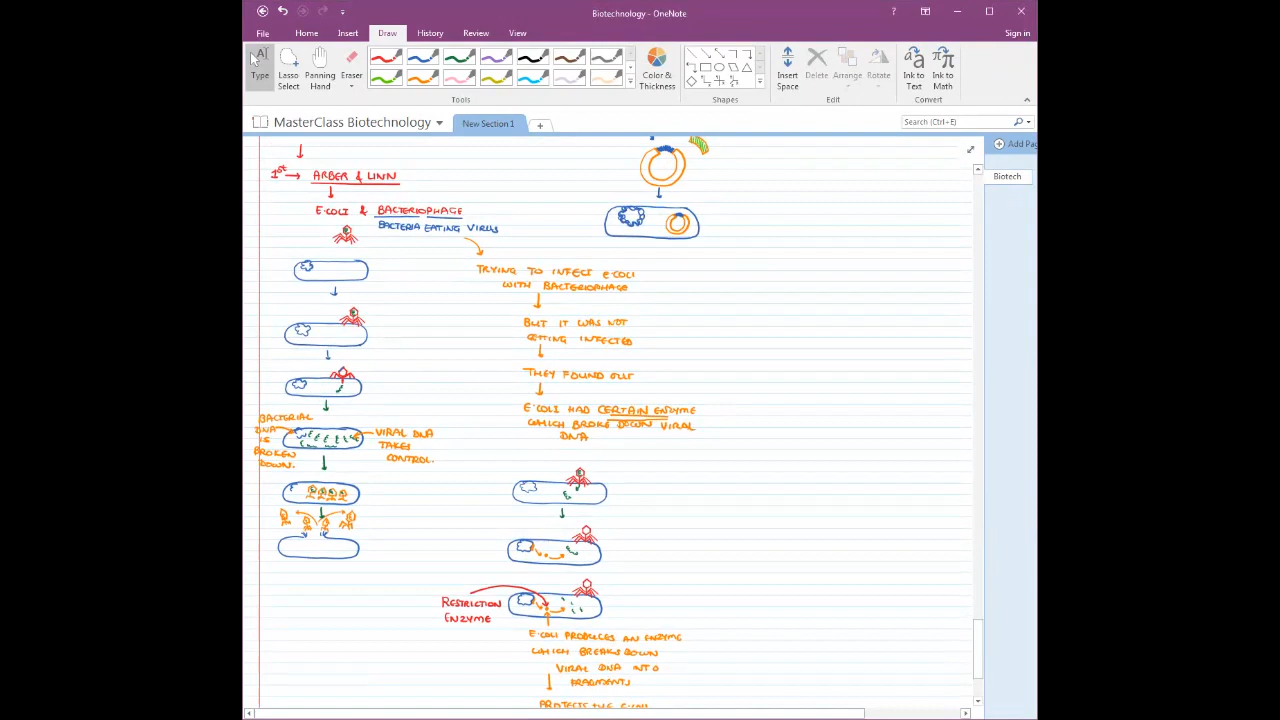 Biotechnology - OneNote
File Home Insert Draw History Review View Sign in
Type
Lasso Select
Panning Hand
Eraser
Color & Thickness
Insert Space
Delete
Arrange
Rotate
Ink to Text
Ink to Math
Tools
Shapes
Edit
Convert
MasterClass Biotechnology
New Section 1
Search (Ctrl+E)
Add Pag
Biotech
1st → ARBER & LINN
E·COLI & BACTERIOPHAGE
BACTERIA EATING VIRUS
TRYING TO INFECT E·COLI
WITH BACTERIOPHAGE
BUT IT WAS NOT
GETTING INFECTED
THEY FOUND OUT
E·COLI HAD CERTAIN ENZYME
WHICH BROKE DOWN VIRAL
DNA
BACTERIAL
DNA
IS
BROKEN
DOWN.
VIRAL DNA
TAKES
CONTROL.
RESTRICTION
ENZYME
E·COLI PRODUCES AN ENZYME
WHICH BREAKS DOWN
VIRAL DNA INTO
FRAGMENTS
PROTECTS THE E·COLI